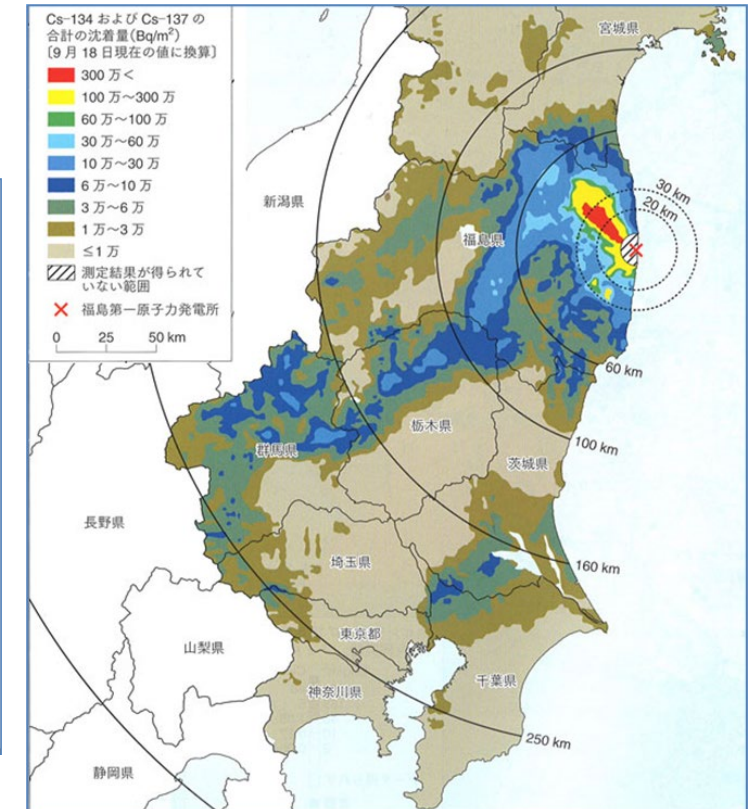 Cs-134 および Cs-137 の
合計の沈着量(Bq/m²)
〔9 月 18 日現在の値に換算〕
300 万<
100 万～300 万
60 万～100 万
30 万～60 万
10 万～30 万
6 万～10 万
3 万～6 万
1 万～3 万
≤1 万
測定結果が得られて
いない範囲
福島第一原子力発電所
0 25 50 km
宮城県
新潟県
福島県
30 km
20 km
60 km
栃木県
100 km
群馬県
茨城県
長野県
埼玉県
160 km
東京都
山梨県
千葉県
神奈川県
250 km
静岡県